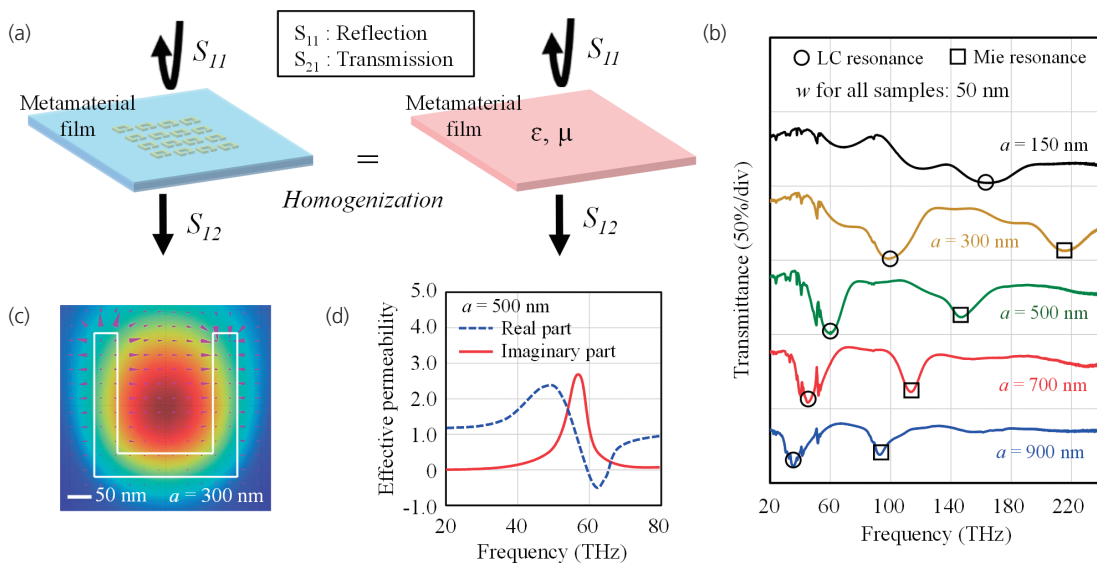 (a)
S11
S11 : Reflection
S21 : Transmission
S11
Metamaterial
film
Metamaterial
film
ε, μ
=
Homogenization
S12
S12
(b)
LC resonance
Mie resonance
w for all samples: 50 nm
a = 150 nm
a = 300 nm
a = 500 nm
a = 700 nm
a = 900 nm
Transmittance (50%/div)
20 60 100 140 180 220
Frequency (THz)
(c)
50 nm
a = 300 nm
(d)
a = 500 nm
Real part
Imaginary part
Effective permeability
5.0
4.0
3.0
2.0
1.0
0
-1.0
20 40 60 80
Frequency (THz)